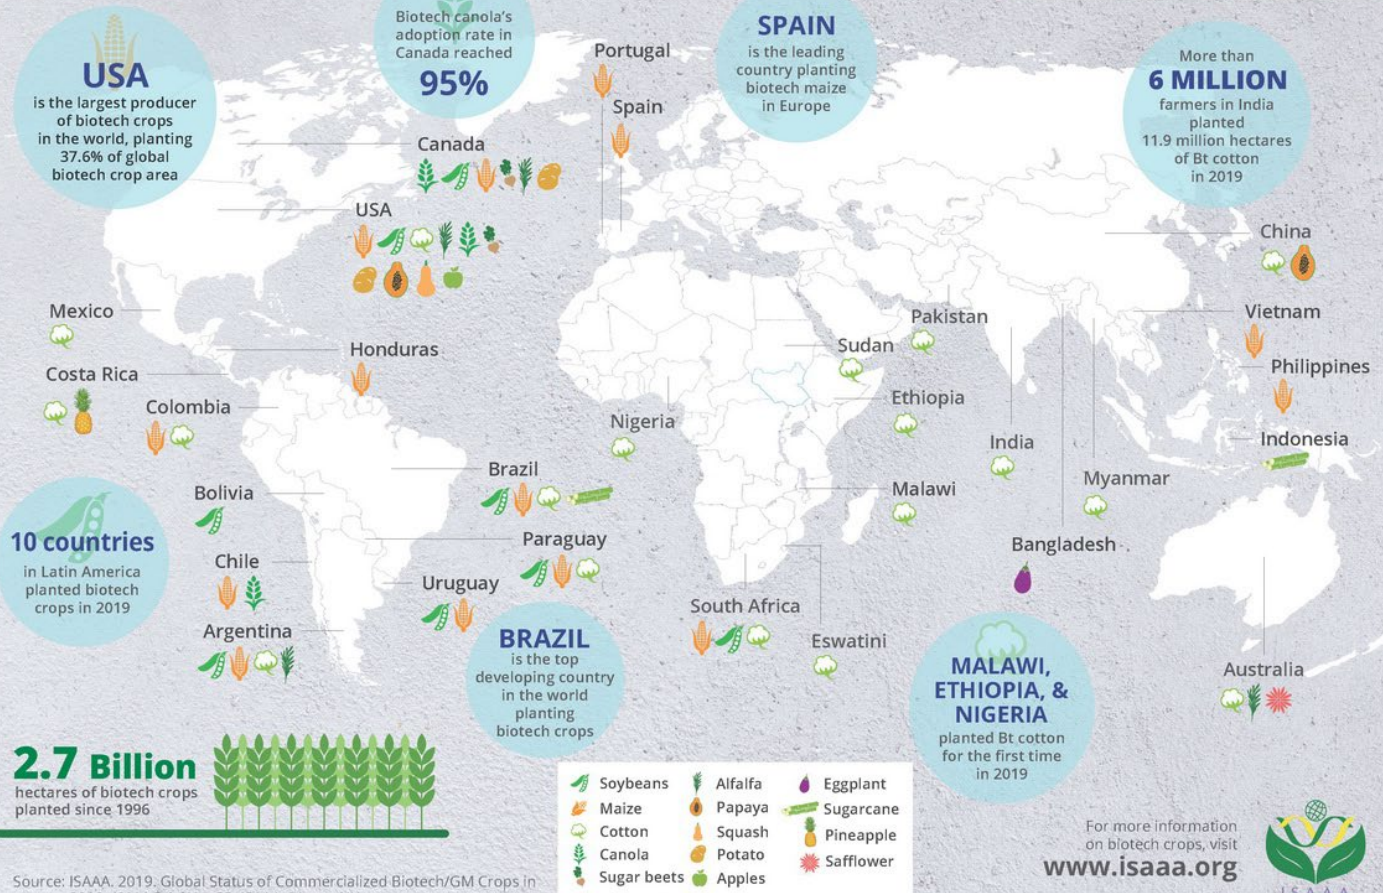 USA
is the largest producer
of biotech crops
in the world, planting
37.6% of global
biotech crop area
Biotech canola's
adoption rate in
Canada reached
95%
Portugal
Spain
SPAIN
is the leading
country planting
biotech maize
in Europe
More than
6 MILLION
farmers in India
planted
11.9 million hectares
of Bt cotton
in 2019
Canada
USA
Mexico
Honduras
Costa Rica
Colombia
Brazil
Bolivia
Paraguay
Chile
Uruguay
Argentina
Nigeria
Sudan
Pakistan
Ethiopia
Malawi
South Africa
Eswatini
India
Myanmar
Bangladesh
China
Vietnam
Philippines
Indonesia
Australia
10 countries
in Latin America
planted biotech
crops in 2019
BRAZIL
is the top
developing country
in the world
planting
biotech crops
MALAWI,
ETHIOPIA, &
NIGERIA
planted Bt cotton
for the first time
in 2019
2.7 Billion
hectares of biotech crops
planted since 1996
Soybeans
Maize
Cotton
Canola
Sugar beets
Alfalfa
Papaya
Squash
Potato
Apples
Eggplant
Sugarcane
Pineapple
Safflower
For more information
on biotech crops, visit
www.isaaa.org
I S A A A
Source: ISAAA. 2019. Global Status of Commercialized Biotech/GM Crops in